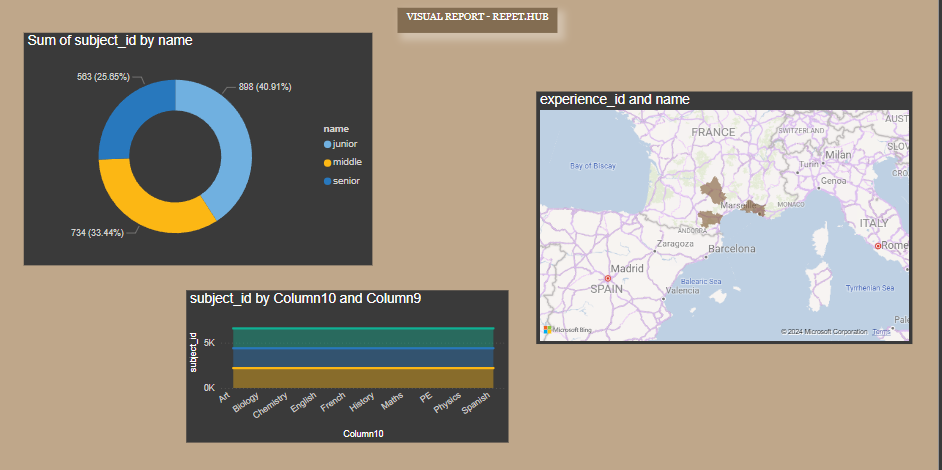 VISUAL REPORT - REPET.HUB
Sum of subject_id by name
563 (25.65%)
898 (40.91%)
734 (33.44%)
name
junior
middle
senior
experience_id and name
FRANCE
SWITZERLAND
AUST
SLOV
CRO
Milan
Turin
Genoa
Bay of Biscay
Marseille
MONACO
ANDORRA
ITALY
Rome
Zaragoza
Barcelona
Madrid
SPAIN
Valencia
Balearic Sea
Tyrrhenian Sea
Pale
Microsoft Bing
© 2024 Microsoft Corporation Terms
subject_id by Column10 and Column9
subject_id
5K
0K
Art
Biology
Chemistry
English
French
History
Maths
PE
Physics
Spanish
Column10